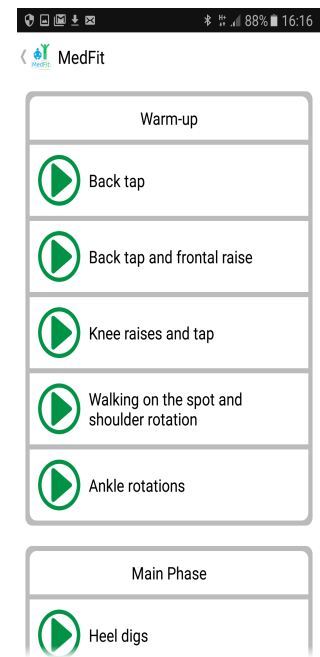 88% 16:16
MedFit
MedFit
Warm-up
Back tap
Back tap and frontal raise
Knee raises and tap
Walking on the spot and
shoulder rotation
Ankle rotations
Main Phase
Heel digs